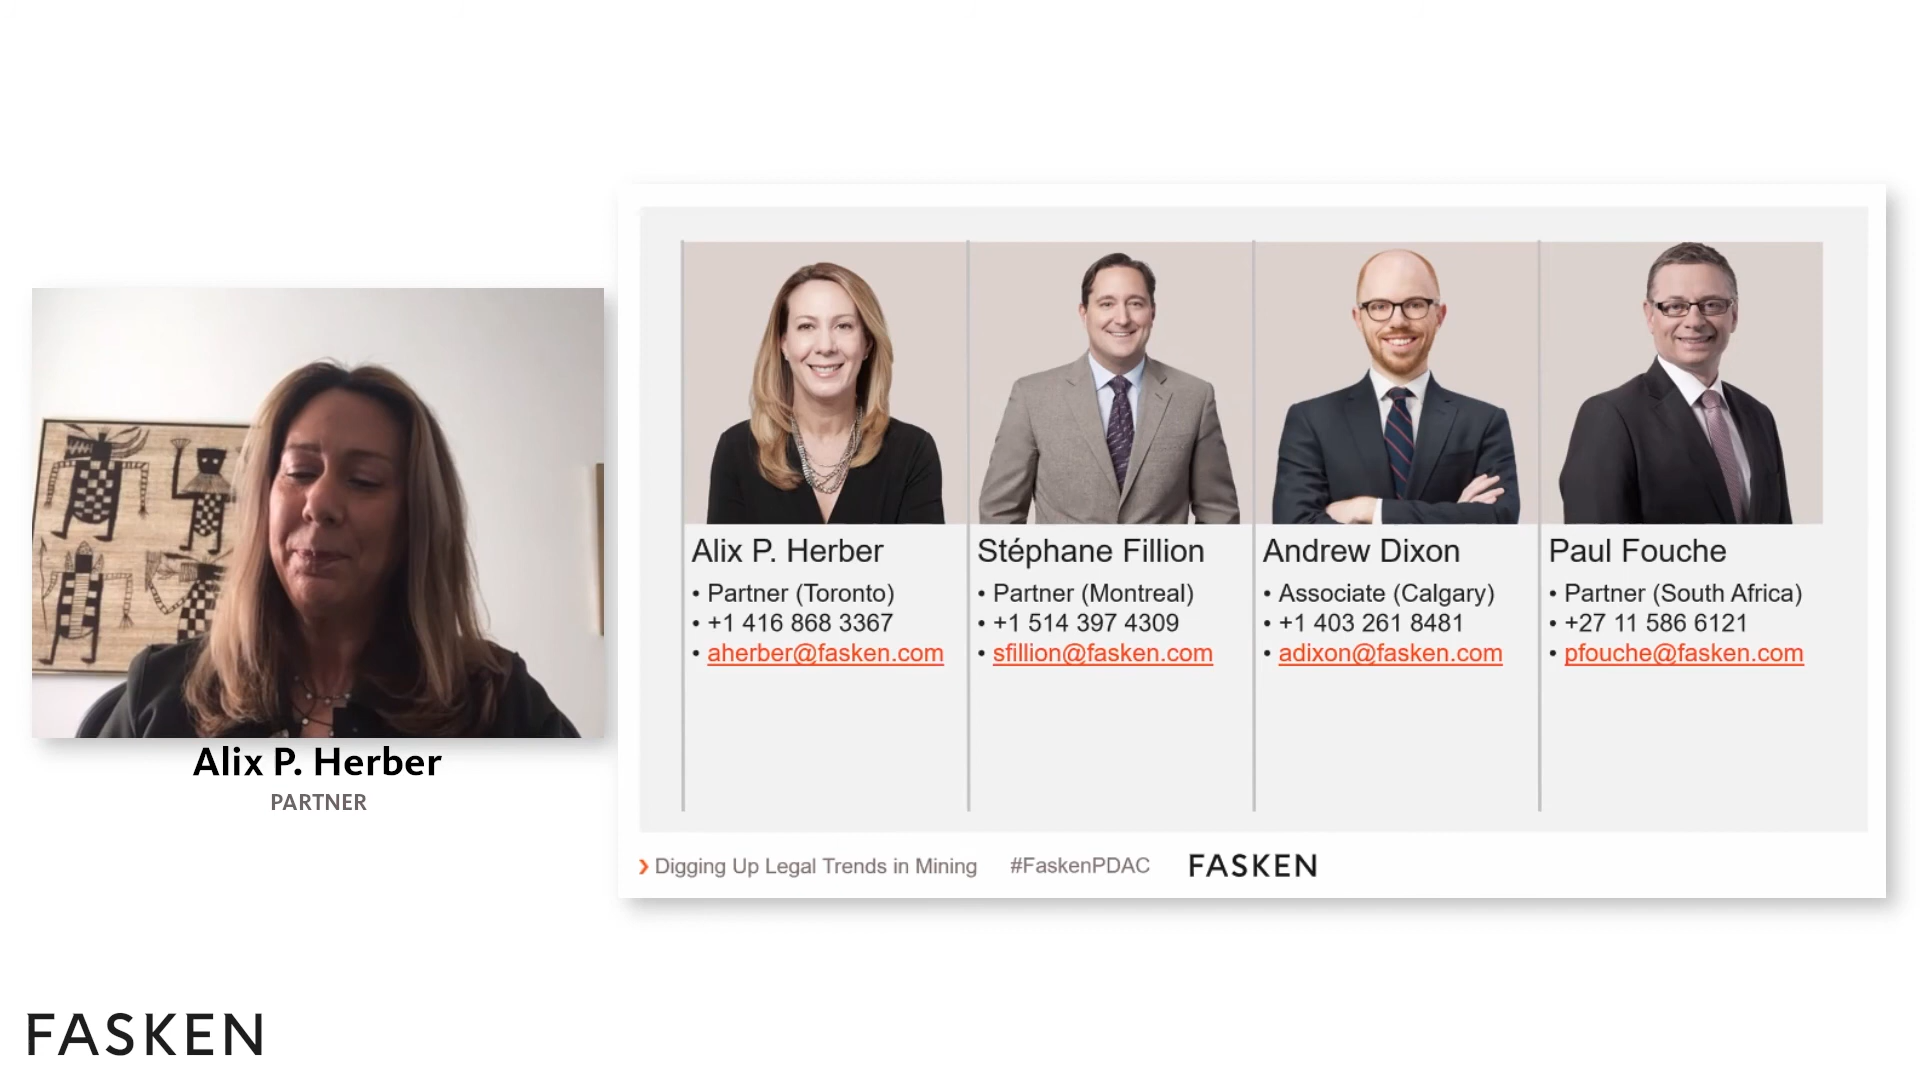 Alix P. Herber
PARTNER
Alix P. Herber
• Partner (Toronto)
• +1 416 868 3367
• aherber@fasken.com
Stéphane Fillion
• Partner (Montreal)
• +1 514 397 4309
• sfillion@fasken.com
Andrew Dixon
• Associate (Calgary)
• +1 403 261 8481
• adixon@fasken.com
Paul Fouche
• Partner (South Africa)
• +27 11 586 6121
• pfouche@fasken.com
Digging Up Legal Trends in Mining #FaskenPDAC FASKEN
FASKEN